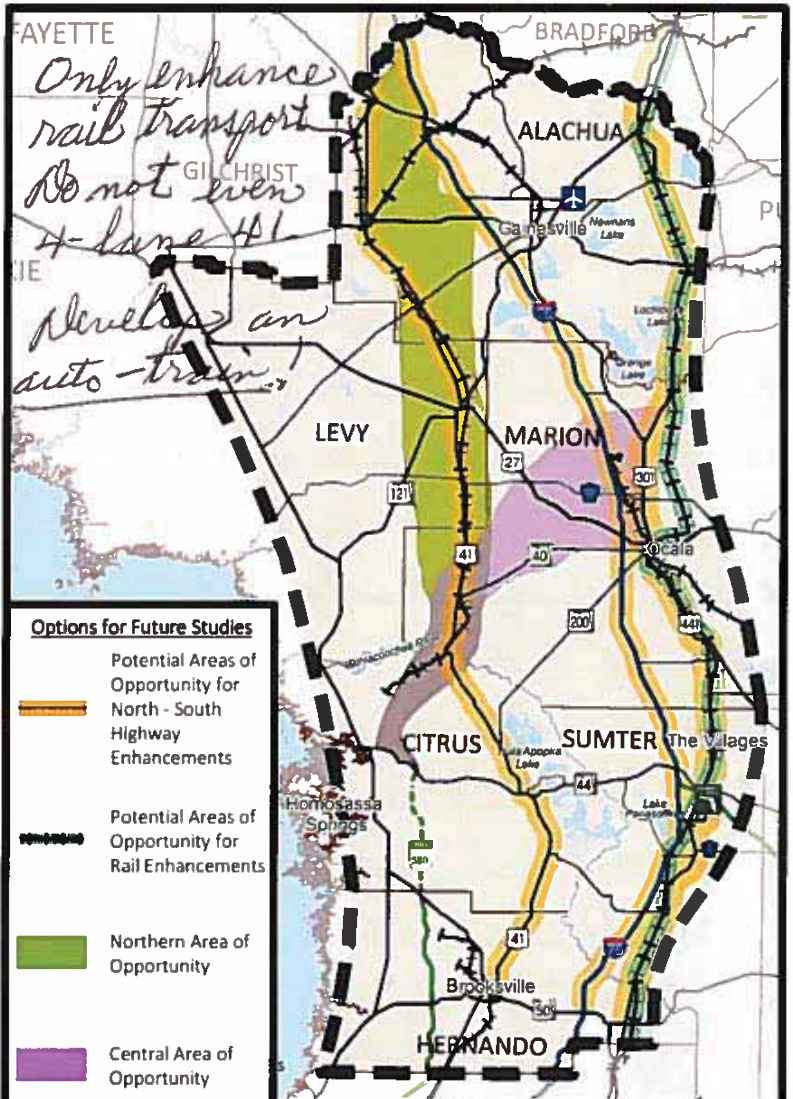 FAYETTE
BRADFORD
Only enhance
rail transport
ALACHUA
GILCHRIST
Do not even
4-lane 41
Gainesville
Newnans
Lake
Develop an
auto-train!
Lochloosa
Lake
Orange
Lake
LEVY
MARION
27
301
121
41
40
Ocala
200
441
Withlacoochee
CITRUS
SUMTER
The Villages
Tsala Apopka
Lake
44
Lake
Panasoffkee
Homosassa
Springs
589
41
75
Brooksville
50
HERNANDO
Options for Future Studies
Potential Areas of
Opportunity for
North - South
Highway
Enhancements
Potential Areas of
Opportunity for
Rail Enhancements
Northern Area of
Opportunity
Central Area of
Opportunity